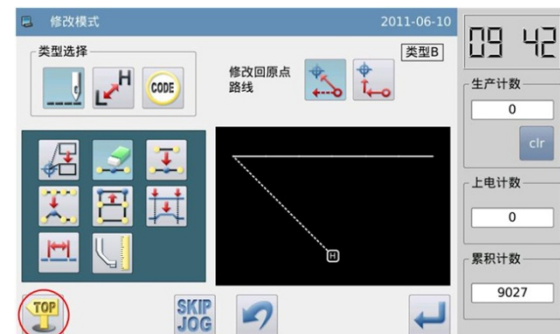 修改模式
2011-06-10
类型选择
类型B
H
CODE
修改回原点
路线
H
TOP
SKIP
JOG
09 42
生产计数
0
clr
上电计数
0
累积计数
9027